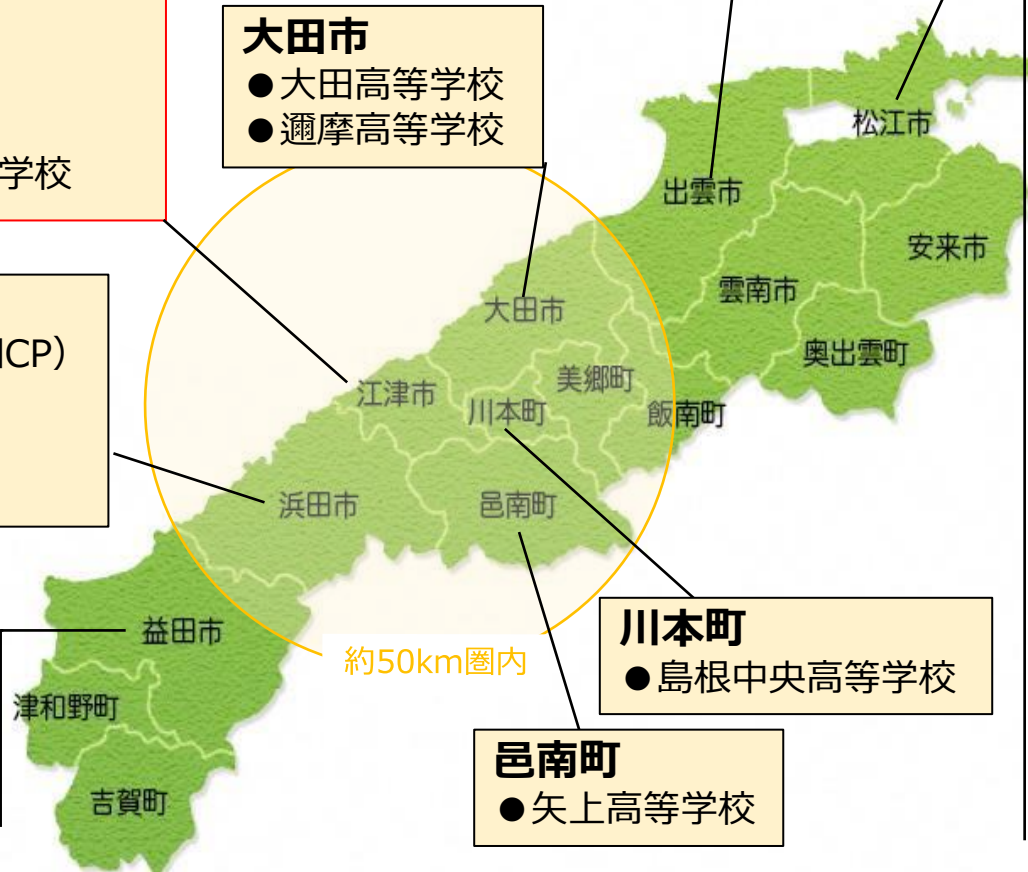 学校
CP）
大田市
●大田高等学校
●邇摩高等学校
松江市
出雲市
安来市
雲南市
大田市
奥出雲町
美郷町
江津市
川本町
飯南町
浜田市
邑南町
益田市
約50km圏内
川本町
●島根中央高等学校
津和野町
邑南町
●矢上高等学校
吉賀町